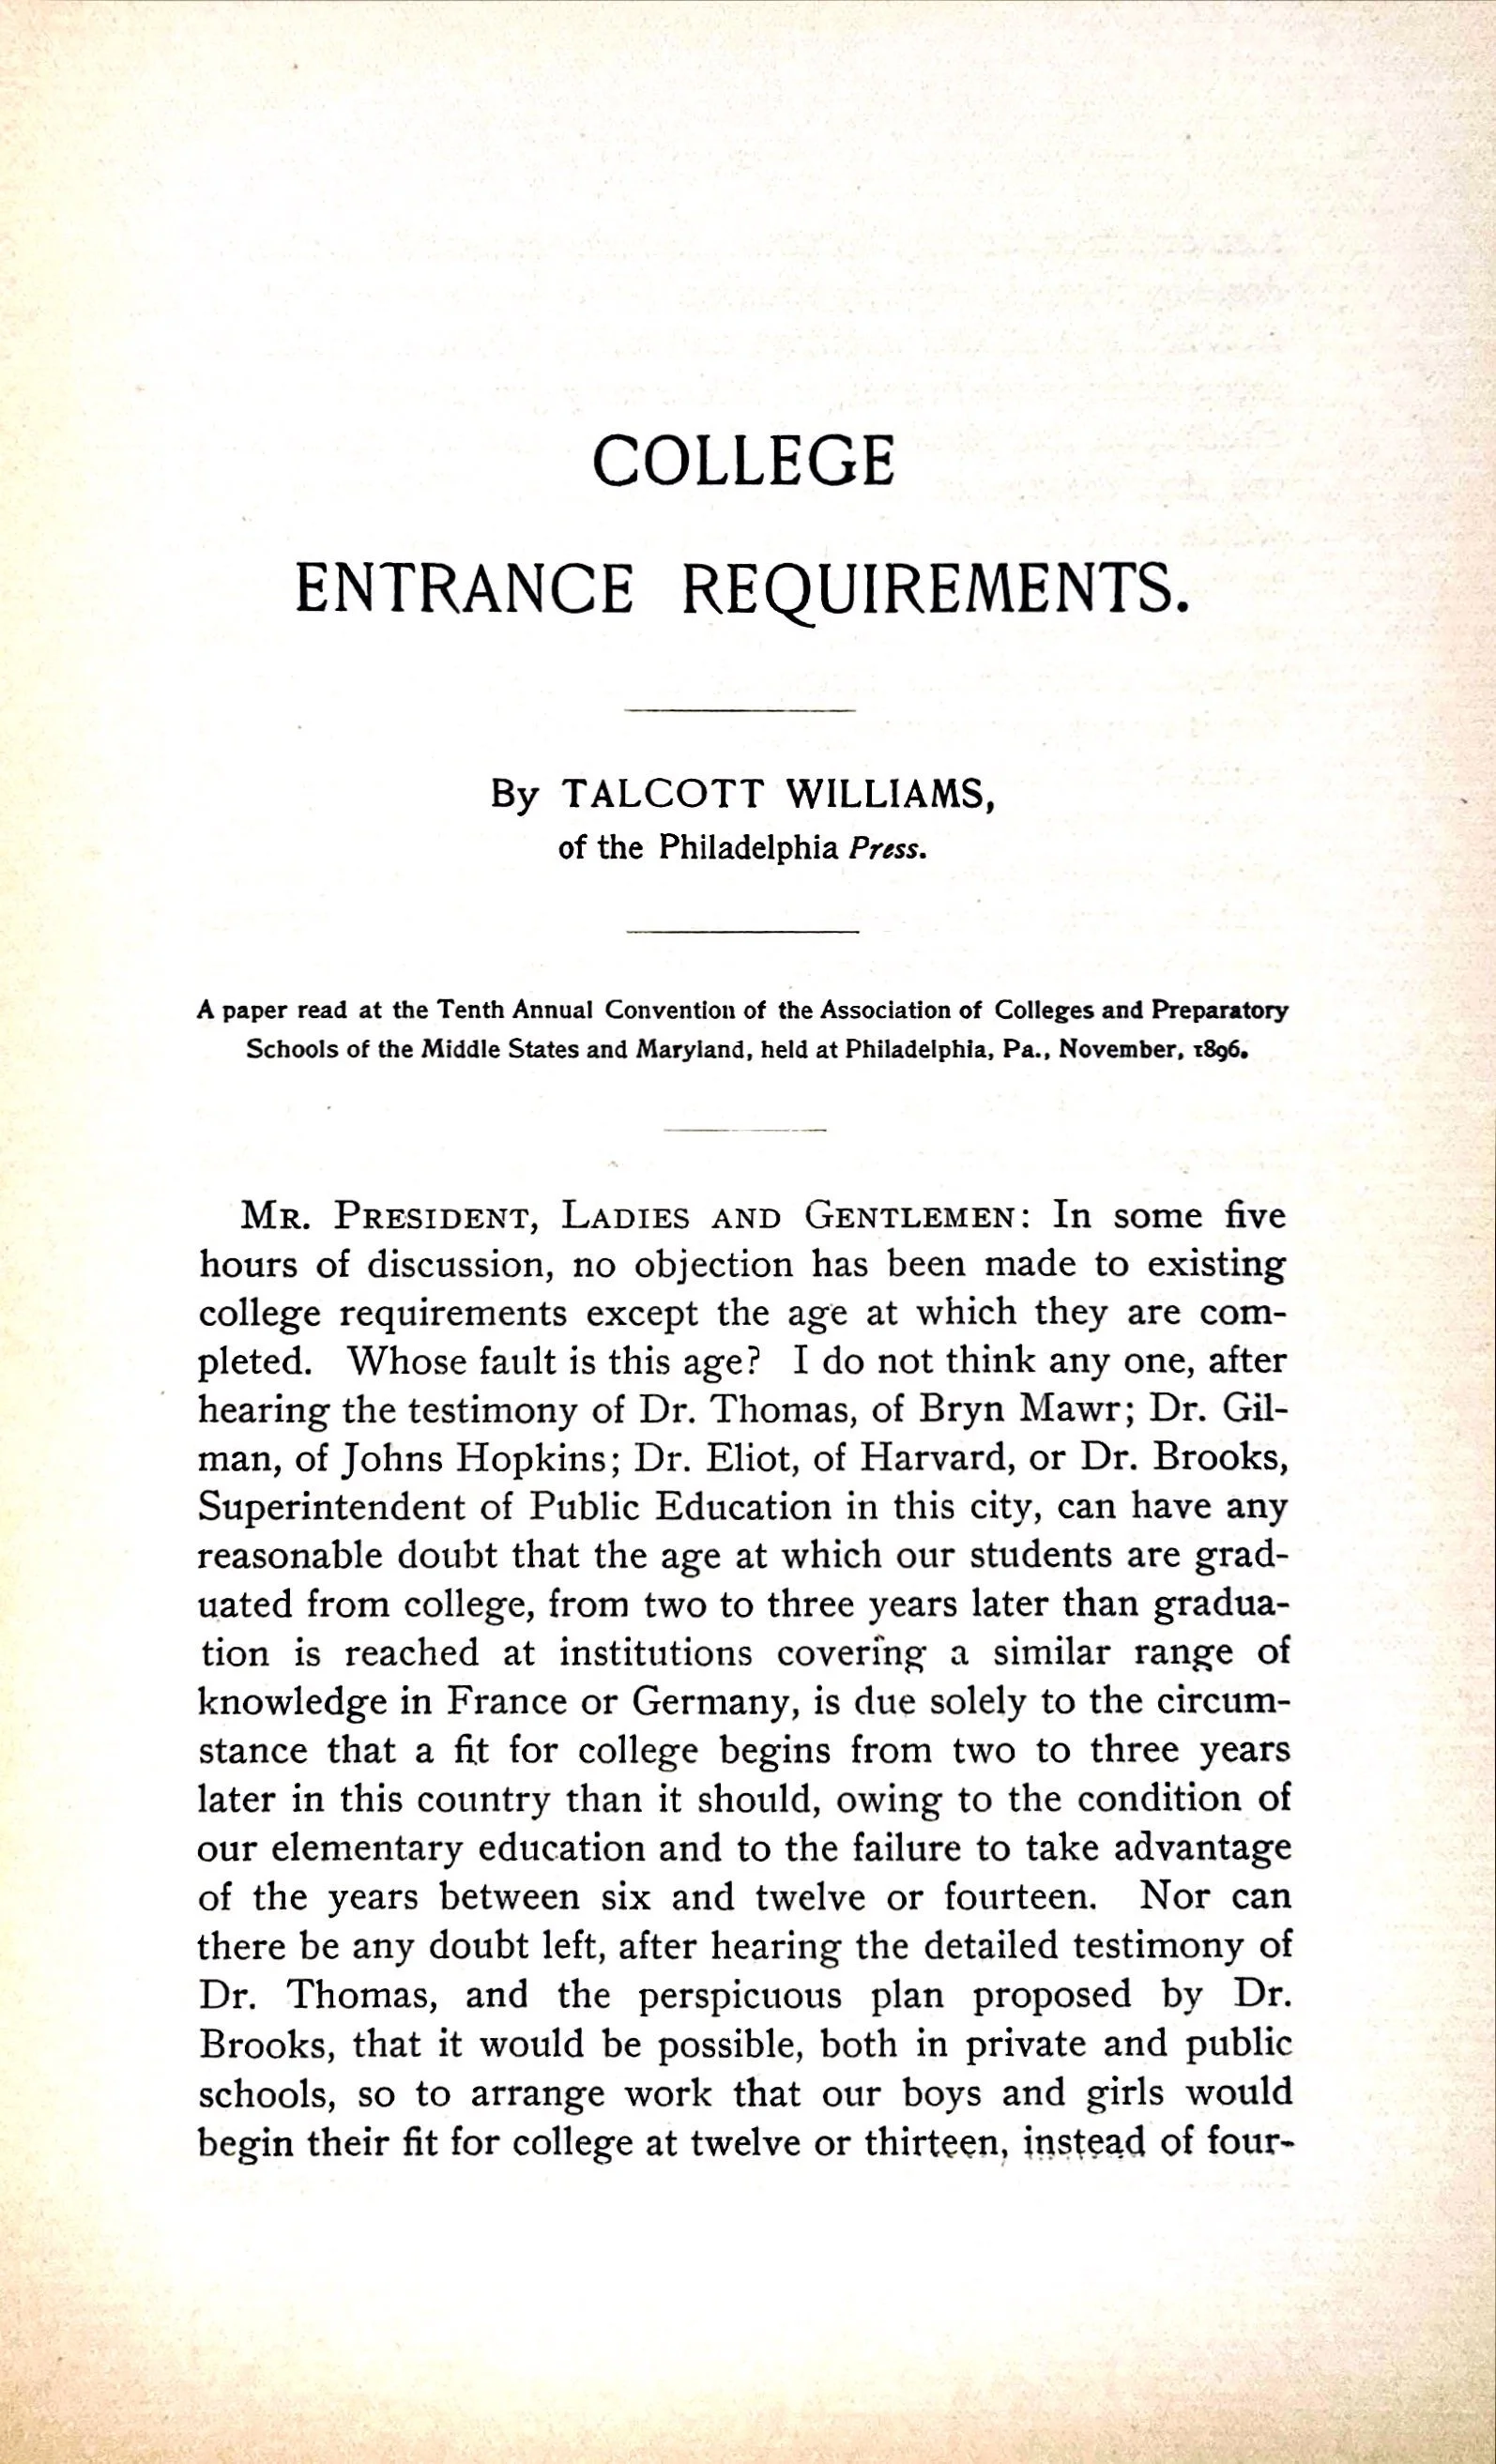 COLLEGE
ENTRANCE REQUIREMENTS.
By TALCOTT WILLIAMS,
of the Philadelphia Press.
A paper read at the Tenth Annual Convention of the Association of Colleges and Preparatory
Schools of the Middle States and Maryland, held at Philadelphia, Pa., November, 1896.
MR. PRESIDENT, LADIES AND GENTLEMEN: In some five
hours of discussion, no objection has been made to existing
college requirements except the age at which they are com-
pleted. Whose fault is this age? I do not think any one, after
hearing the testimony of Dr. Thomas, of Bryn Mawr; Dr. Gil-
man, of Johns Hopkins; Dr. Eliot, of Harvard, or Dr. Brooks,
Superintendent of Public Education in this city, can have any
reasonable doubt that the age at which our students are grad-
uated from college, from two to three years later than gradua-
tion is reached at institutions covering a similar range of
knowledge in France or Germany, is due solely to the circum-
stance that a fit for college begins from two to three years
later in this country than it should, owing to the condition of
our elementary education and to the failure to take advantage
of the years between six and twelve or fourteen. Nor can
there be any doubt left, after hearing the detailed testimony of
Dr. Thomas, and the perspicuous plan proposed by Dr.
Brooks, that it would be possible, both in private and public
schools, so to arrange work that our boys and girls would
begin their fit for college at twelve or thirteen, instead of four-